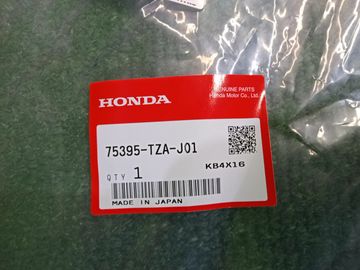 GENUINE PARTS
Honda Motor Co., Ltd.
HONDA
75395-TZA-J01
KB4X16
QTY 1
MADE IN JAPAN